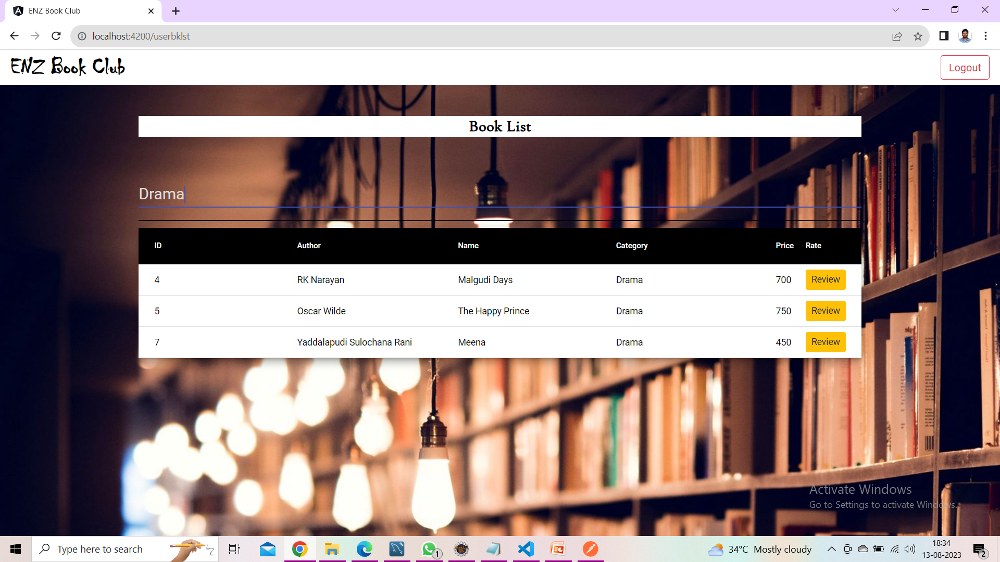 ENZ Book Club
localhost:4200/userbklst
ENZ Book Club
Logout
Book List
Drama
ID Author Name Category Price Rate
4 RK Narayan Malgudi Days Drama 700 Review
5 Oscar Wilde The Happy Prince Drama 750 Review
7 Yaddalapudi Sulochana Rani Meena Drama 450 Review
Activate Windows
Go to Settings to activate Windows.
Type here to search
1
34°C Mostly cloudy
18:34
13-08-2023
2